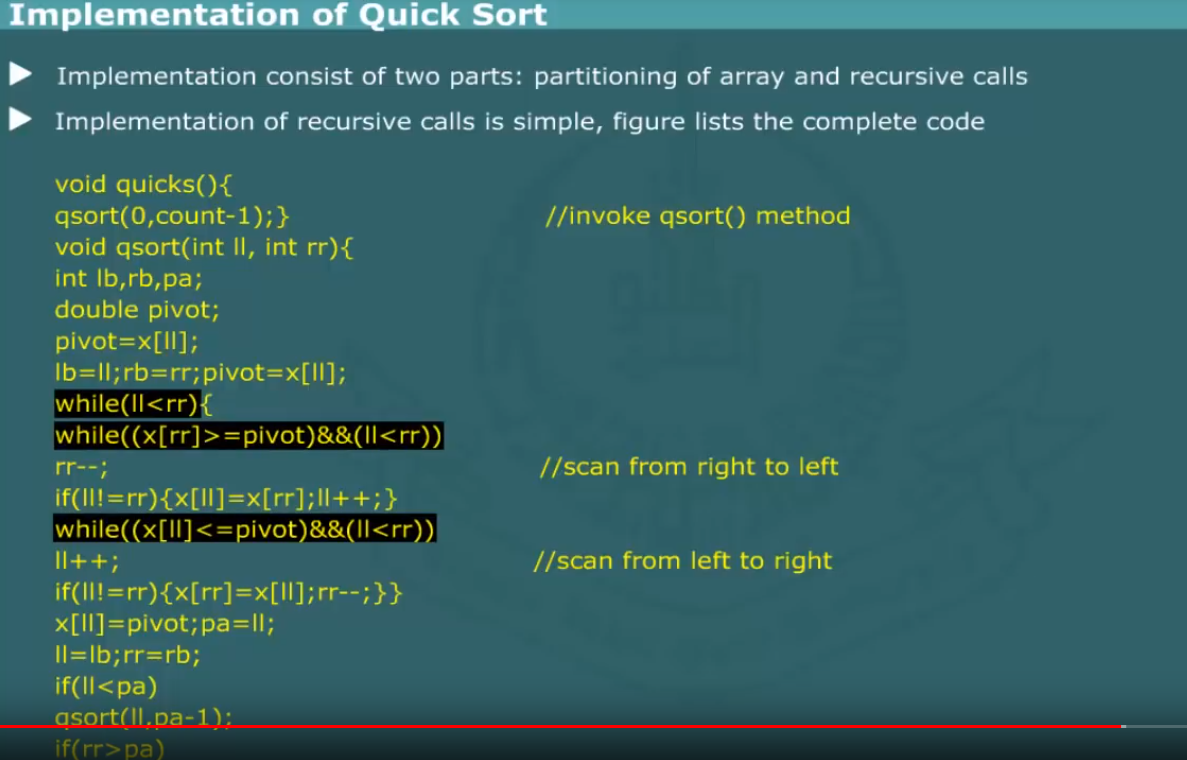 Implementation of Quick Sort
Implementation consist of two parts: partitioning of array and recursive calls
Implementation of recursive calls is simple, figure lists the complete code
void quicks(){
qsort(0,count-1);} //invoke qsort() method
void qsort(int ll, int rr){
int lb,rb,pa;
double pivot;
pivot=x[ll];
lb=ll;rb=rr;pivot=x[ll];
while(ll<rr){
while((x[rr]>=pivot)&&(ll<rr))
rr--; //scan from right to left
if(ll!=rr){x[ll]=x[rr];ll++;}
while((x[ll]<=pivot)&&(ll<rr))
ll++; //scan from left to right
if(ll!=rr){x[rr]=x[ll];rr--;}}
x[ll]=pivot;pa=ll;
ll=lb;rr=rb;
if(ll<pa)
qsort(ll,pa-1);
if(rr>pa)